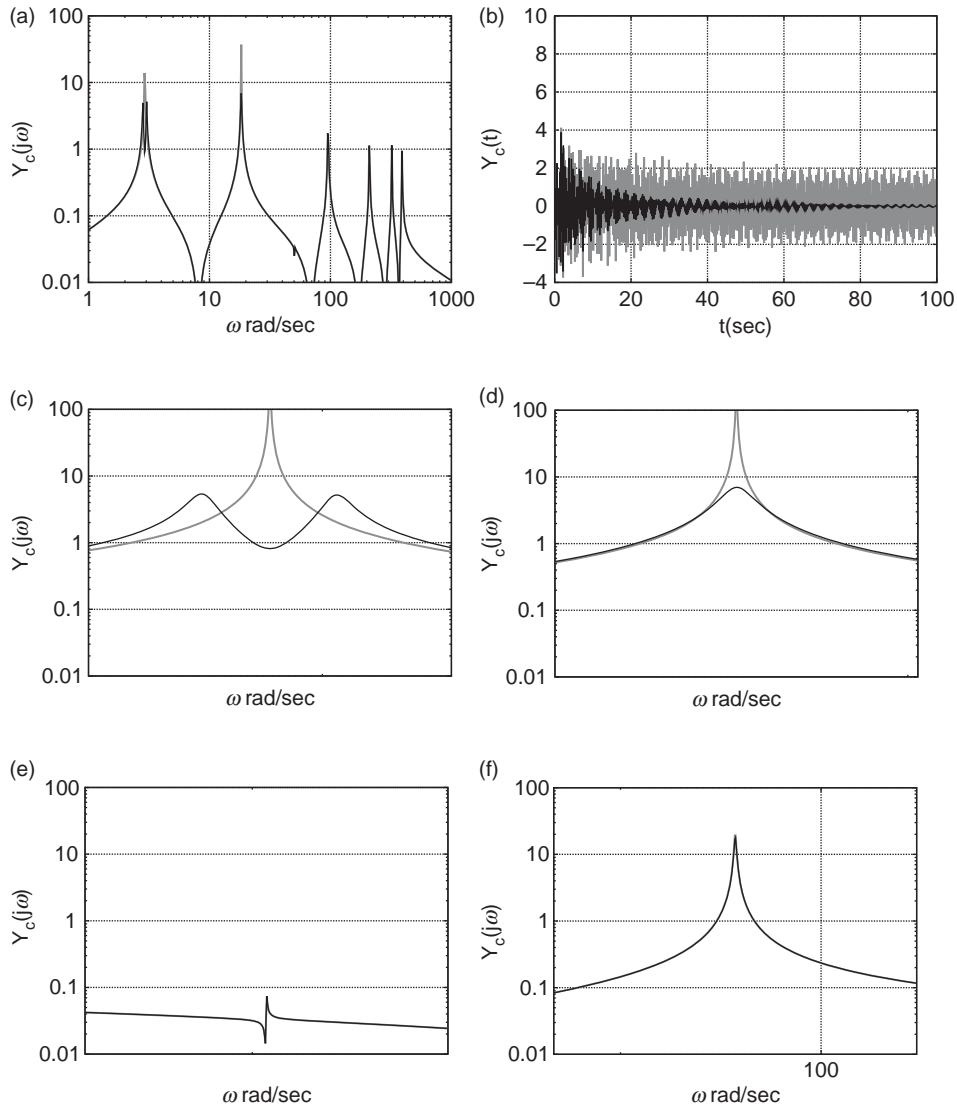 (a)
100
10
1
0.1
0.01
Y_c(jω)
1 10 100 1000
ω rad/sec
(b)
10
8
6
4
2
0
−2
−4
Y_c(t)
0 20 40 60 80 100
t(sec)
(c)
100
10
1
0.1
0.01
Y_c(jω)
ω rad/sec
(d)
100
10
1
0.1
0.01
Y_c(jω)
ω rad/sec
(e)
100
10
1
0.1
0.01
Y_c(jω)
ω rad/sec
(f)
100
10
1
0.1
0.01
Y_c(jω)
100
ω rad/sec